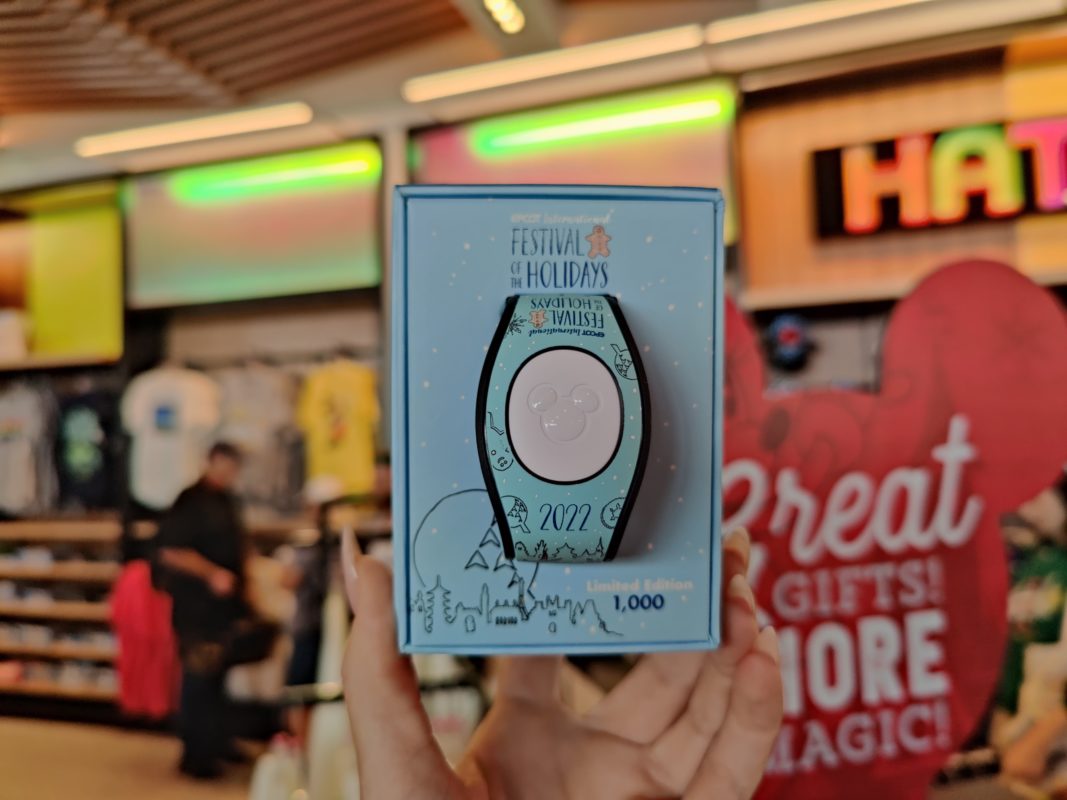 HAT
EPCOT International
FESTIVAL
OF THE HOLIDAYS
EPCOT International
FESTIVAL
OF THE HOLIDAYS
2022
Limited Edition
1,000
Great
GIFTS!
MORE
MAGIC!